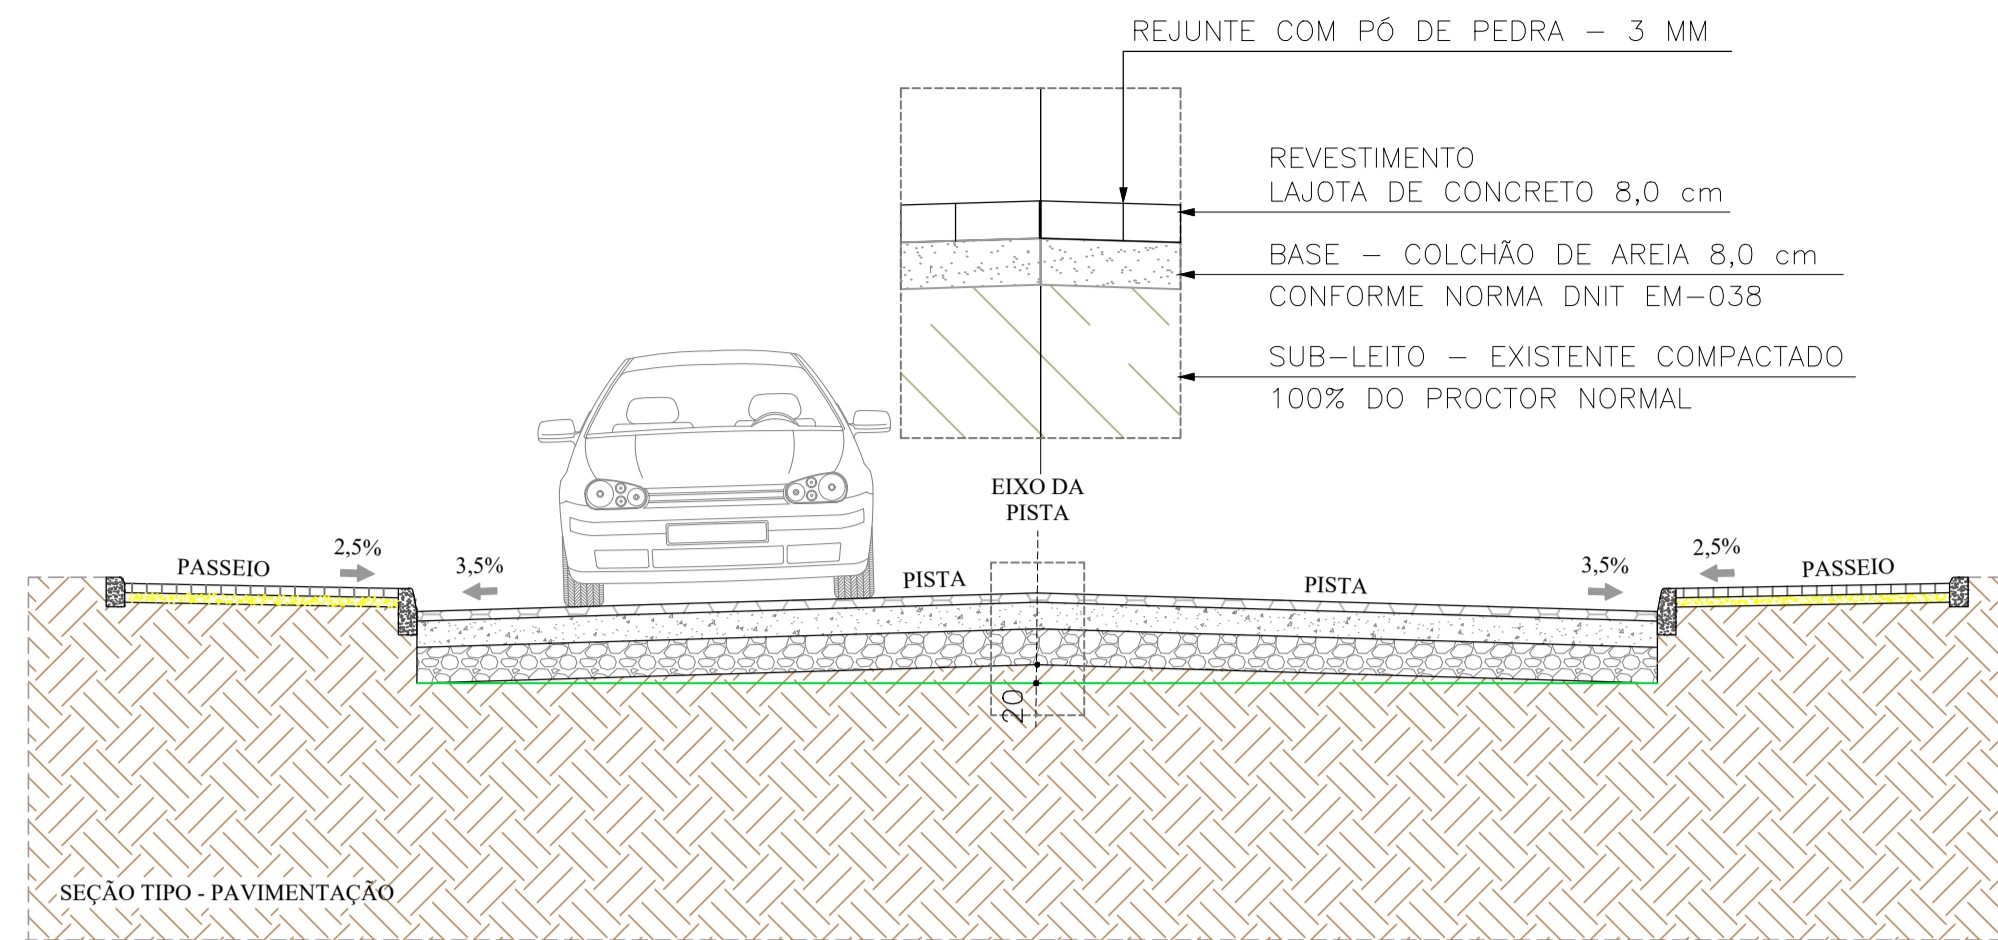 REJUNTE COM PÓ DE PEDRA – 3 MM
REVESTIMENTO
LAJOTA DE CONCRETO 8,0 cm
BASE – COLCHÃO DE AREIA 8,0 cm
CONFORME NORMA DNIT EM–038
SUB–LEITO – EXISTENTE COMPACTADO
100% DO PROCTOR NORMAL
EIXO DA
PISTA
PASSEIO
2,5%
3,5%
PISTA
PISTA
3,5%
2,5%
PASSEIO
20
SEÇÃO TIPO - PAVIMENTAÇÃO